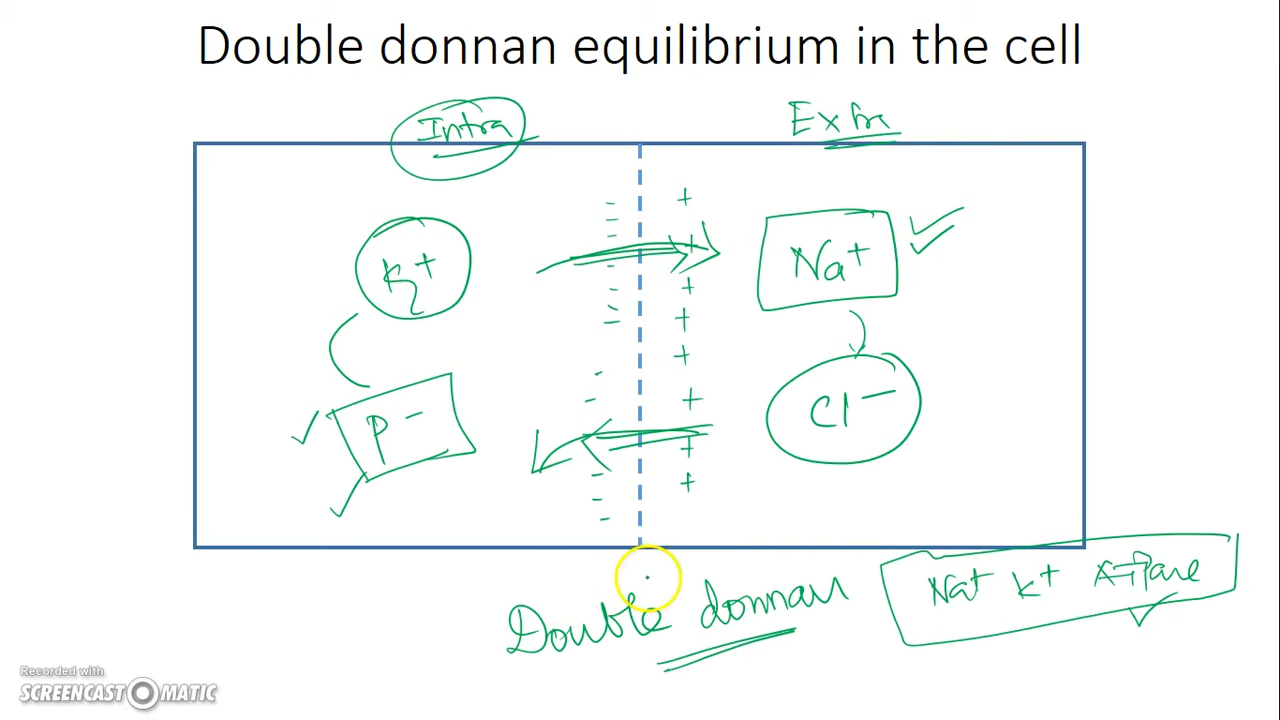 Double donnan equilibrium in the cell
Intra
Extra
K+
Na+
P-
Cl-
Double donnan
Na+ K+ ATPase
Recorded with
SCREENCAST-O-MATIC